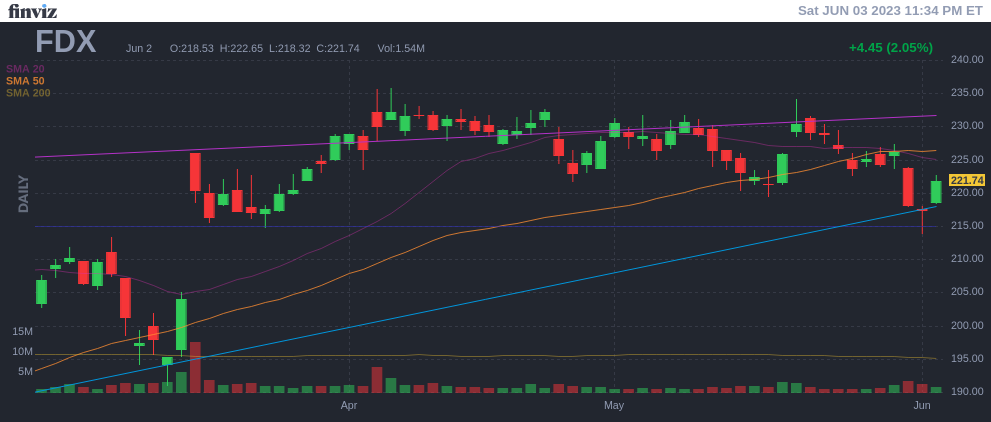 finviz
Sat JUN 03 2023 11:34 PM ET
FDX
Jun 2 O:218.53 H:222.65 L:218.32 C:221.74 Vol:1.54M
+4.45 (2.05%)
SMA 20
SMA 50
SMA 200
DAILY
240.00
235.00
230.00
225.00
221.74
220.00
215.00
210.00
205.00
200.00
195.00
190.00
15M
10M
5M
Apr
May
Jun